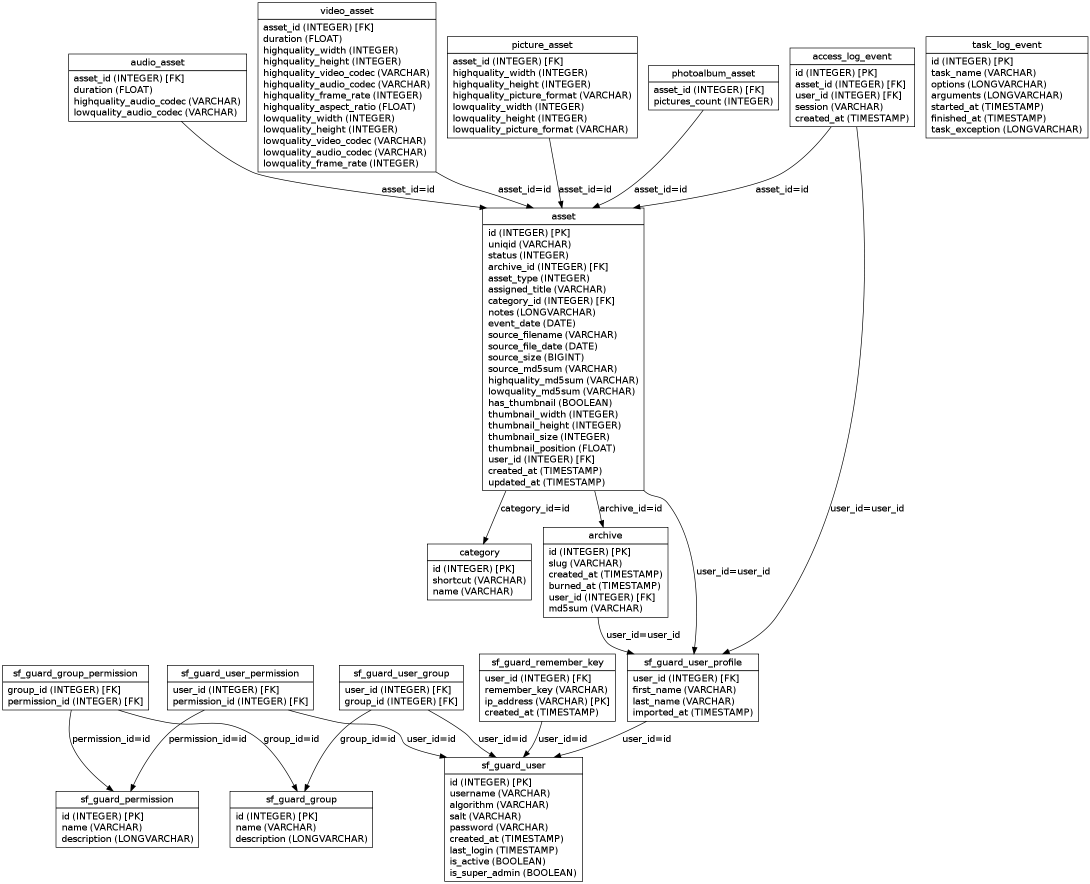 video_asset
asset_id (INTEGER) [FK]
duration (FLOAT)
highquality_width (INTEGER)
highquality_height (INTEGER)
highquality_video_codec (VARCHAR)
highquality_audio_codec (VARCHAR)
highquality_frame_rate (INTEGER)
highquality_aspect_ratio (FLOAT)
lowquality_width (INTEGER)
lowquality_height (INTEGER)
lowquality_video_codec (VARCHAR)
lowquality_audio_codec (VARCHAR)
lowquality_frame_rate (INTEGER)
audio_asset
asset_id (INTEGER) [FK]
duration (FLOAT)
highquality_audio_codec (VARCHAR)
lowquality_audio_codec (VARCHAR)
picture_asset
asset_id (INTEGER) [FK]
highquality_width (INTEGER)
highquality_height (INTEGER)
highquality_picture_format (VARCHAR)
lowquality_width (INTEGER)
lowquality_height (INTEGER)
lowquality_picture_format (VARCHAR)
photoalbum_asset
asset_id (INTEGER) [FK]
pictures_count (INTEGER)
access_log_event
id (INTEGER) [PK]
asset_id (INTEGER) [FK]
user_id (INTEGER) [FK]
session (VARCHAR)
created_at (TIMESTAMP)
task_log_event
id (INTEGER) [PK]
task_name (VARCHAR)
options (LONGVARCHAR)
arguments (LONGVARCHAR)
started_at (TIMESTAMP)
finished_at (TIMESTAMP)
task_exception (LONGVARCHAR)
asset_id=id
asset_id=id
asset_id=id
asset_id=id
asset_id=id
asset
id (INTEGER) [PK]
uniqid (VARCHAR)
status (INTEGER)
archive_id (INTEGER) [FK]
asset_type (INTEGER)
assigned_title (VARCHAR)
category_id (INTEGER) [FK]
notes (LONGVARCHAR)
event_date (DATE)
source_filename (VARCHAR)
source_file_date (DATE)
source_size (BIGINT)
source_md5sum (VARCHAR)
highquality_md5sum (VARCHAR)
lowquality_md5sum (VARCHAR)
has_thumbnail (BOOLEAN)
thumbnail_width (INTEGER)
thumbnail_height (INTEGER)
thumbnail_size (INTEGER)
thumbnail_position (FLOAT)
user_id (INTEGER) [FK]
created_at (TIMESTAMP)
updated_at (TIMESTAMP)
category_id=id
archive_id=id
user_id=user_id
user_id=user_id
category
id (INTEGER) [PK]
shortcut (VARCHAR)
name (VARCHAR)
archive
id (INTEGER) [PK]
slug (VARCHAR)
created_at (TIMESTAMP)
burned_at (TIMESTAMP)
user_id (INTEGER) [FK]
md5sum (VARCHAR)
user_id=user_id
sf_guard_group_permission
group_id (INTEGER) [FK]
permission_id (INTEGER) [FK]
sf_guard_user_permission
user_id (INTEGER) [FK]
permission_id (INTEGER) [FK]
sf_guard_user_group
user_id (INTEGER) [FK]
group_id (INTEGER) [FK]
sf_guard_remember_key
user_id (INTEGER) [FK]
remember_key (VARCHAR)
ip_address (VARCHAR) [PK]
created_at (TIMESTAMP)
sf_guard_user_profile
user_id (INTEGER) [FK]
first_name (VARCHAR)
last_name (VARCHAR)
imported_at (TIMESTAMP)
permission_id=id
permission_id=id
group_id=id
group_id=id
user_id=id
user_id=id
user_id=id
user_id=id
sf_guard_permission
id (INTEGER) [PK]
name (VARCHAR)
description (LONGVARCHAR)
sf_guard_group
id (INTEGER) [PK]
name (VARCHAR)
description (LONGVARCHAR)
sf_guard_user
id (INTEGER) [PK]
username (VARCHAR)
algorithm (VARCHAR)
salt (VARCHAR)
password (VARCHAR)
created_at (TIMESTAMP)
last_login (TIMESTAMP)
is_active (BOOLEAN)
is_super_admin (BOOLEAN)